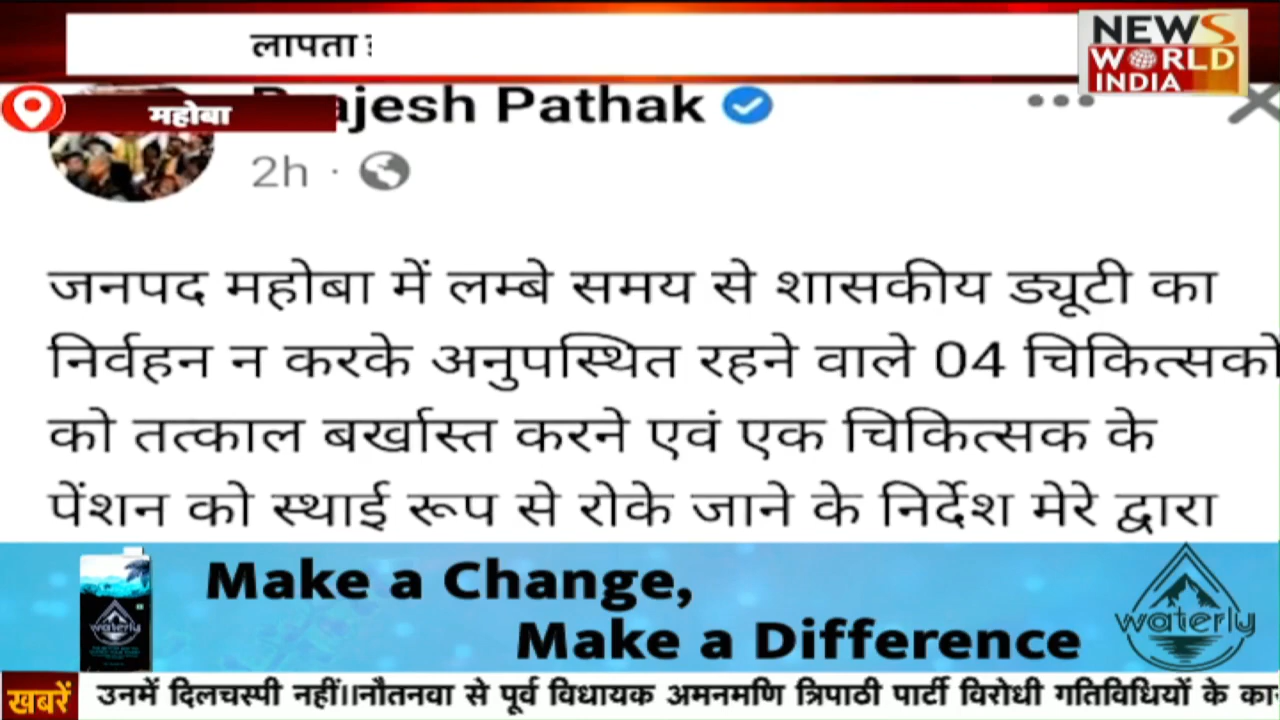 लापता
NEWS
WORLD
INDIA
महोबा
ajesh Pathak
2h
जनपद महोबा में लम्बे समय से शासकीय ड्यूटी का
निर्वहन न करके अनुपस्थित रहने वाले 04 चिकित्सको
को तत्काल बर्खास्त करने एवं एक चिकित्सक के
पेंशन को स्थाई रूप से रोके जाने के निर्देश मेरे द्वारा
Make a Change,
Make a Difference
waterly
waterly
खबरें उनमें दिलचस्पी नहीं॥नौतनवा से पूर्व विधायक अमनमणि त्रिपाठी पार्टी विरोधी गतिविधियों के का